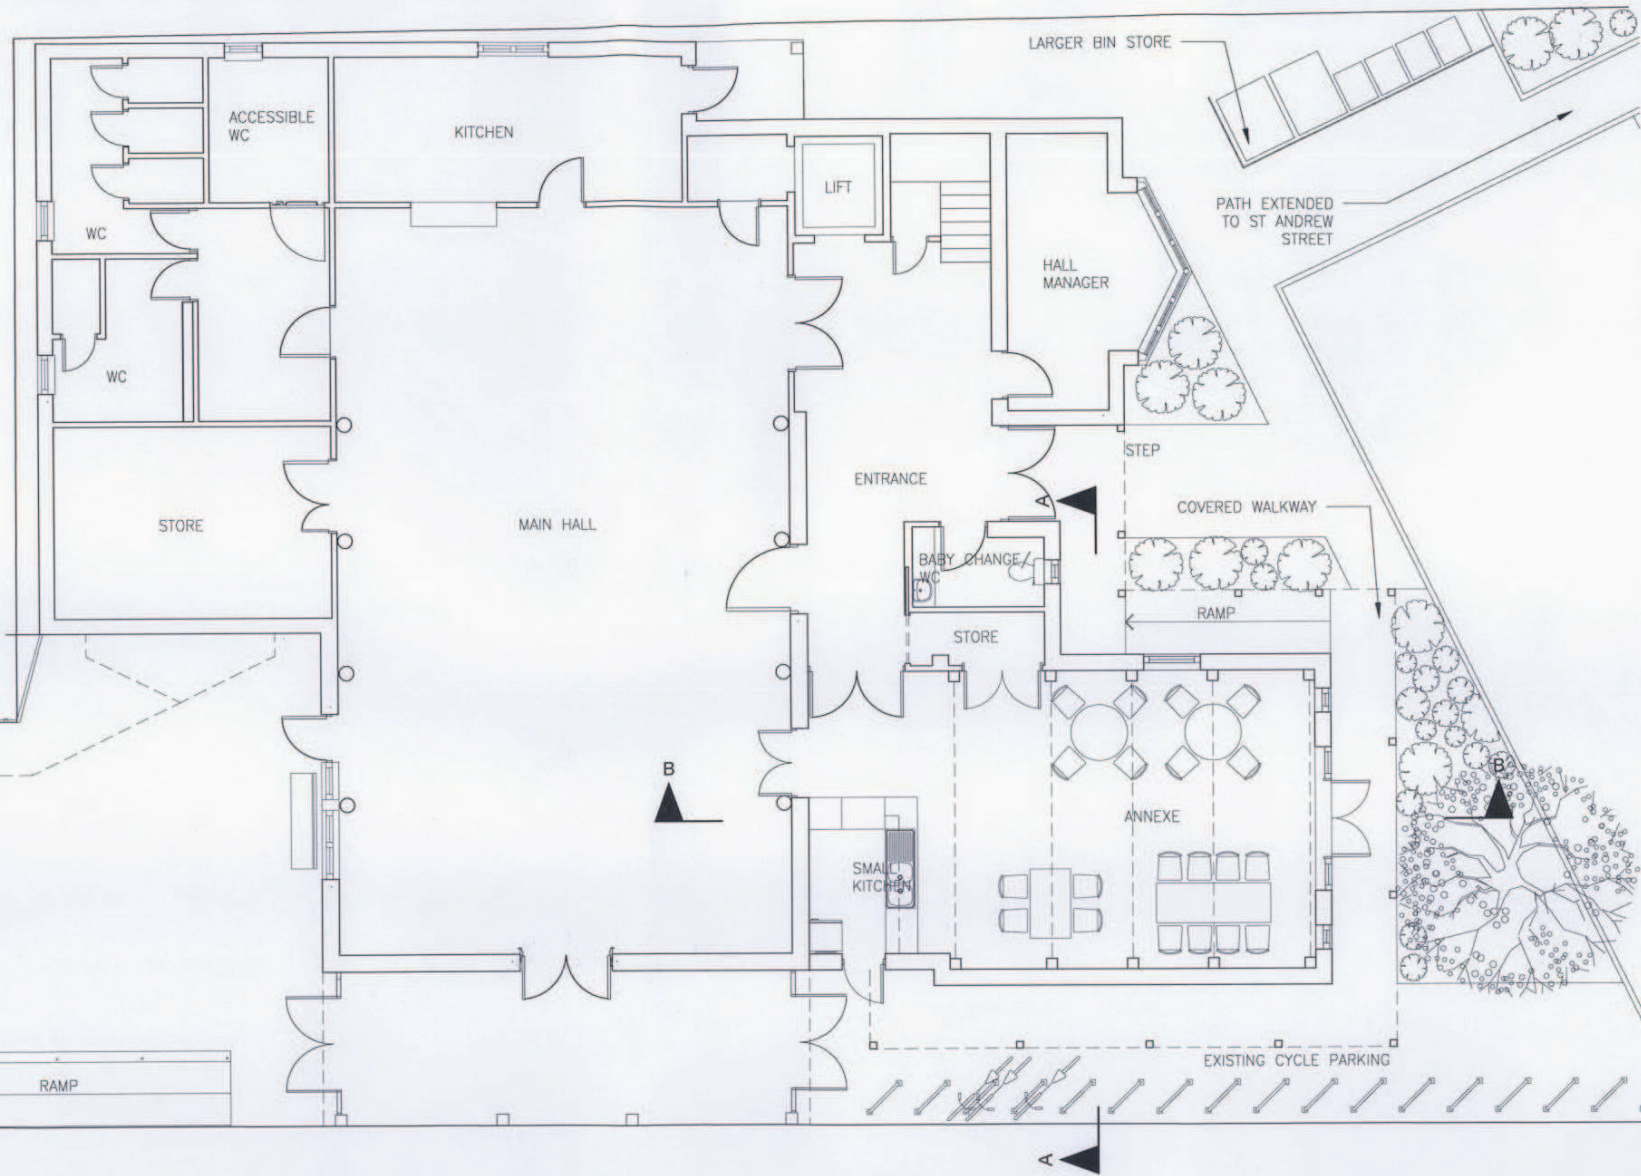 LARGER BIN STORE
ACCESSIBLE
WC
KITCHEN
LIFT
PATH EXTENDED
TO ST ANDREW
STREET
WC
HALL
MANAGER
WC
STEP
ENTRANCE
A
COVERED WALKWAY
STORE
MAIN HALL
BABY CHANGE/
WC
RAMP
STORE
B
B
ANNEXE
SMALL
KITCHEN
EXISTING CYCLE PARKING
RAMP
A